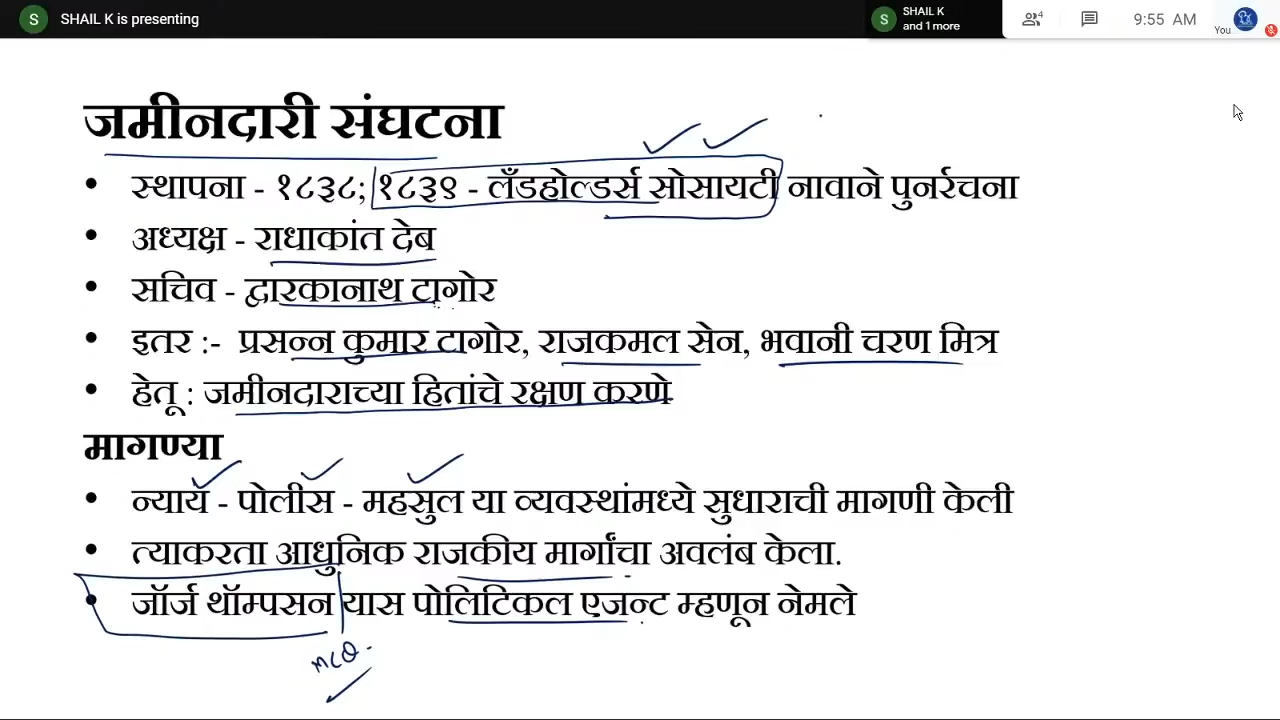 S SHAIL K is presenting
S SHAIL K and 1 more
4
9:55 AM
You
जमीनदारी संघटना
• स्थापना - १८३८; १८३९ - लँडहोल्डर्स सोसायटी नावाने पुनर्रचना
• अध्यक्ष - राधाकांत देब
• सचिव - द्वारकानाथ टागोर
• इतर :- प्रसन्न कुमार टागोर, राजकमल सेन, भवानी चरण मित्र
• हेतू : जमीनदाराच्या हितांचे रक्षण करणे
मागण्या
• न्याय - पोलीस - महसुल या व्यवस्थांमध्ये सुधाराची मागणी केली
• त्याकरता आधुनिक राजकीय मार्गांचा अवलंब केला.
• जॉर्ज थॉम्पसन यास पोलिटिकल एजन्ट म्हणून नेमले
MCQ.